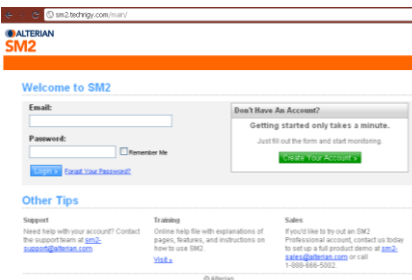 sm2.techrigy.com/main/
ALTERIAN
SM2
Welcome to SM2
Email:
Password:
Remember Me
Login » Forgot Your Password?
Don't Have An Account?
Getting started only takes a minute.
Just fill out the form and start monitoring.
Create Your Account »
Other Tips
Support
Need help with your account? Contact
the support team at sm2-
support@alterian.com.
Training
Online help file with explanations of
pages, features, and instructions on
how to use SM2.
Visit »
Sales
If you'd like to try out an SM2
Professional account, contact us today
to set up a full product demo at sm2-
sales@alterian.com or call
1-888-866-5002.
© Alterian